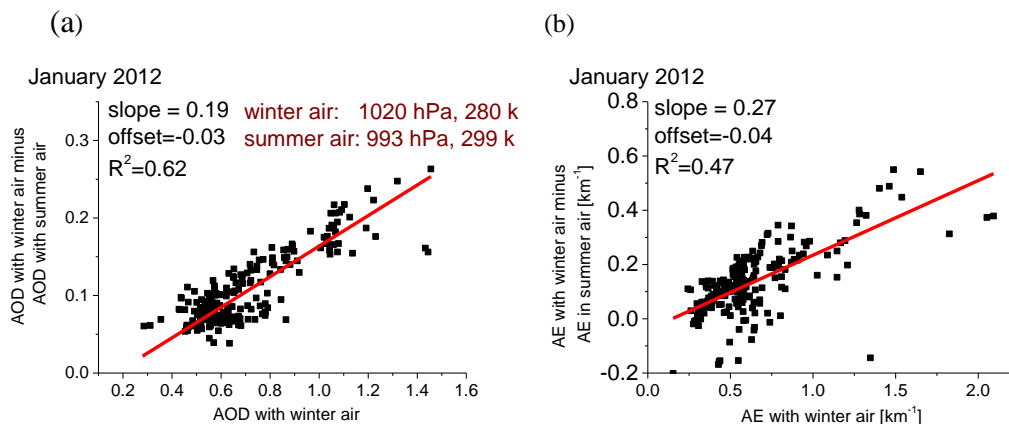 (a)
January 2012
slope = 0.19
offset=-0.03
R²=0.62
winter air: 1020 hPa, 280 k
summer air: 993 hPa, 299 k
AOD with winter air minus
AOD with summer air
0.3
0.2
0.1
0.0
0.2 0.4 0.6 0.8 1.0 1.2 1.4 1.6
AOD with winter air
(b)
January 2012
slope = 0.27
offset=-0.04
R²=0.47
AE with winter air minus
AE in summer air [km⁻¹]
0.8
0.6
0.4
0.2
0.0
-0.2
0.5 1.0 1.5 2.0
AE with winter air [km⁻¹]